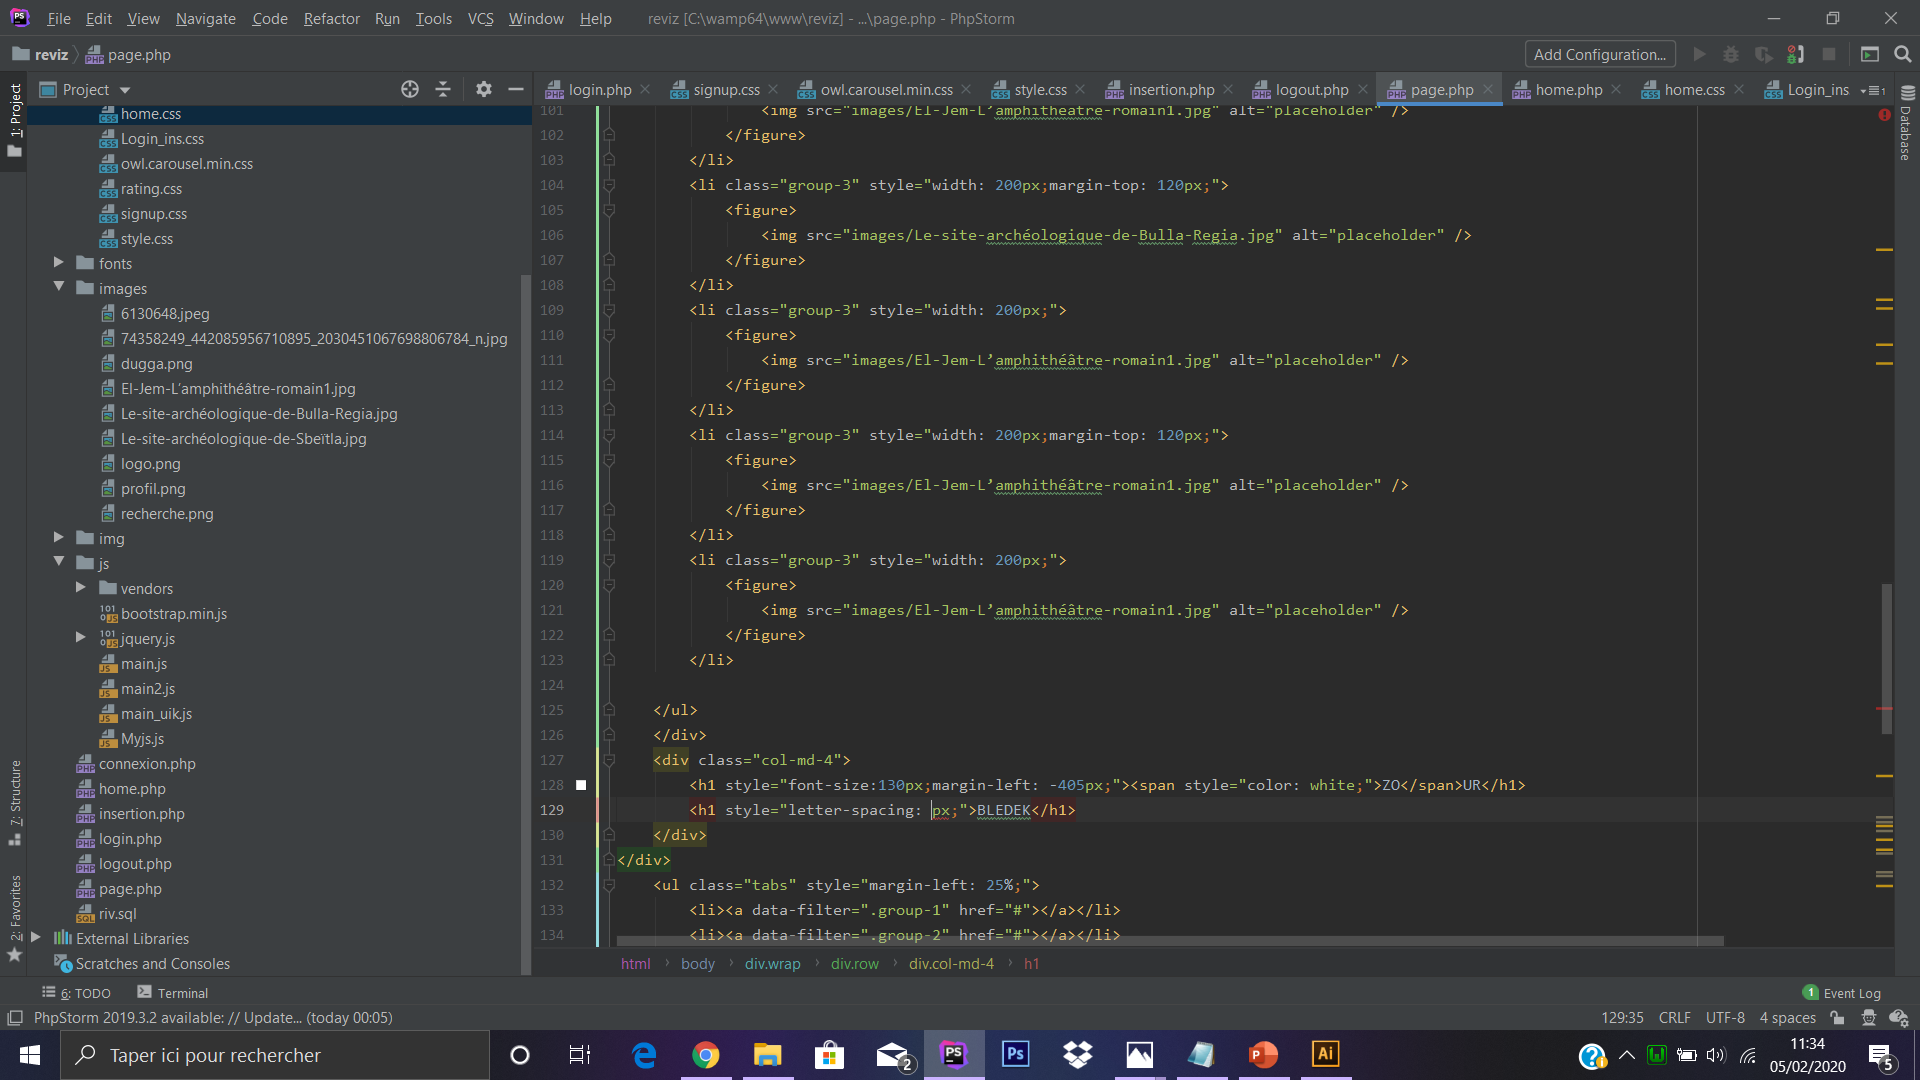 PS File Edit View Navigate Code Refactor Run Tools VCS Window Help reviz [C:\wamp64\www\reviz] - ...\page.php - PhpStorm
reviz page.php Add Configuration...
1: Project
Project
login.php signup.css owl.carousel.min.css style.css insertion.php logout.php page.php home.php home.css Login_ins 1
Database
home.css
Login_ins.css
owl.carousel.min.css
rating.css
signup.css
style.css
fonts
images
6130648.jpeg
74358249_442085956710895_2030451067698806784_n.jpg
dugga.png
El-Jem-L’amphithéâtre-romain1.jpg
Le-site-archéologique-de-Bulla-Regia.jpg
Le-site-archéologique-de-Sbeïtla.jpg
logo.png
profil.png
recherche.png
img
js
vendors
bootstrap.min.js
jquery.js
main.js
main2.js
main_uik.js
Myjs.js
connexion.php
home.php
insertion.php
login.php
logout.php
page.php
riv.sql
External Libraries
Scratches and Consoles
7: Structure
2: Favorites
101 <img src="images/El-Jem-L’amphithéâtre-romain1.jpg" alt="placeholder" />
102 </figure>
103 </li>
104 <li class="group-3" style="width: 200px;margin-top: 120px;">
105 <figure>
106 <img src="images/Le-site-archéologique-de-Bulla-Regia.jpg" alt="placeholder" />
107 </figure>
108 </li>
109 <li class="group-3" style="width: 200px;">
110 <figure>
111 <img src="images/El-Jem-L’amphithéâtre-romain1.jpg" alt="placeholder" />
112 </figure>
113 </li>
114 <li class="group-3" style="width: 200px;margin-top: 120px;">
115 <figure>
116 <img src="images/El-Jem-L’amphithéâtre-romain1.jpg" alt="placeholder" />
117 </figure>
118 </li>
119 <li class="group-3" style="width: 200px;">
120 <figure>
121 <img src="images/El-Jem-L’amphithéâtre-romain1.jpg" alt="placeholder" />
122 </figure>
123 </li>
124
125 </ul>
126 </div>
127 <div class="col-md-4">
128 <h1 style="font-size:130px;margin-left: -405px;"><span style="color: white;">ZO</span>UR</h1>
129 <h1 style="letter-spacing: px;">BLEDEK</h1>
130 </div>
131 </div>
132 <ul class="tabs" style="margin-left: 25%;">
133 <li><a data-filter=".group-1" href="#"></a></li>
134 <li><a data-filter=".group-2" href="#"></a></li>
html body div.wrap div.row div.col-md-4 h1
6: TODO Terminal 1 Event Log
PhpStorm 2019.3.2 available: // Update... (today 00:05) 129:35 CRLF UTF-8 4 spaces
Taper ici pour rechercher 2 PS Ps Ai 11:34
05/02/2020 5